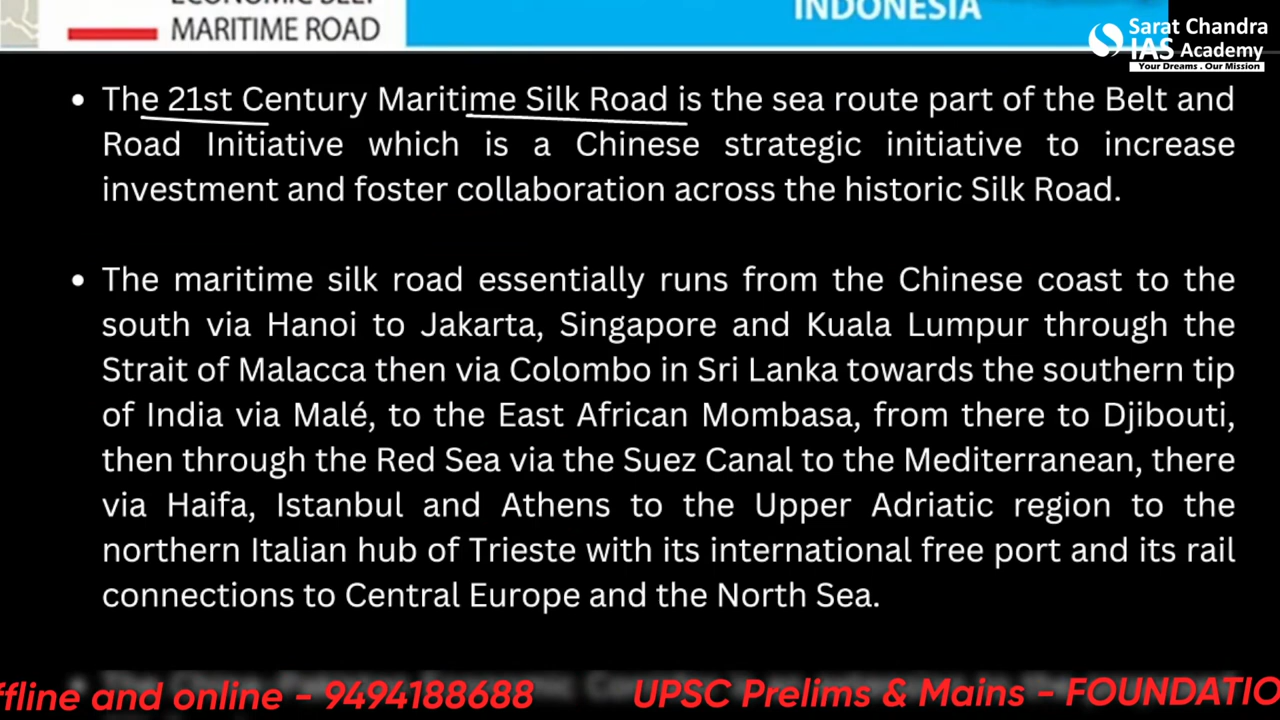 MARITIME ROAD
INDONESIA
Sarat Chandra
IAS Academy
Your Dreams . Our Mission
• The 21st Century Maritime Silk Road is the sea route part of the Belt and
Road Initiative which is a Chinese strategic initiative to increase
investment and foster collaboration across the historic Silk Road.
• The maritime silk road essentially runs from the Chinese coast to the
south via Hanoi to Jakarta, Singapore and Kuala Lumpur through the
Strait of Malacca then via Colombo in Sri Lanka towards the southern tip
of India via Malé, to the East African Mombasa, from there to Djibouti,
then through the Red Sea via the Suez Canal to the Mediterranean, there
via Haifa, Istanbul and Athens to the Upper Adriatic region to the
northern Italian hub of Trieste with its international free port and its rail
connections to Central Europe and the North Sea.
ffline and online - 9494188688 UPSC Prelims & Mains - FOUNDATIO